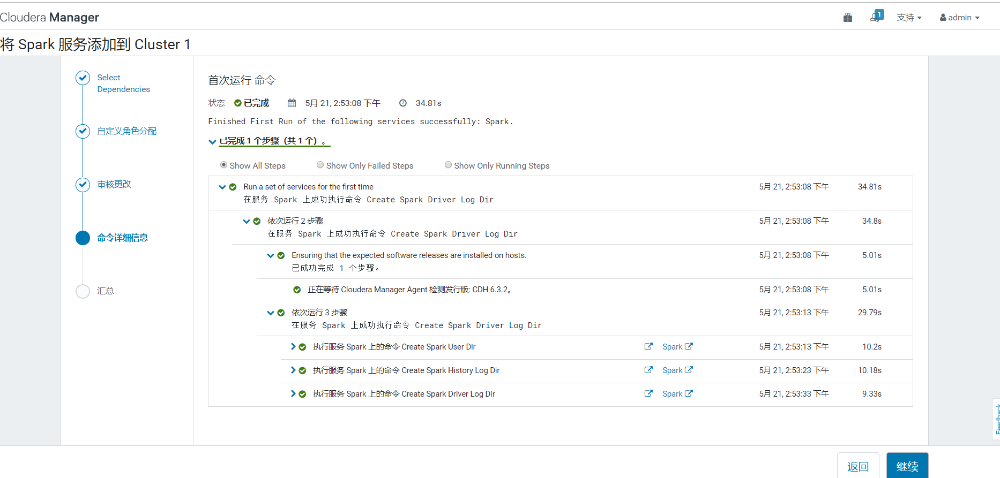 Cloudera Manager
1
支持
admin
将 Spark 服务添加到 Cluster 1
Select
Dependencies
自定义角色分配
审核更改
命令详细信息
汇总
首次运行 命令
状态 已完成 5月 21, 2:53:08 下午 34.81s
Finished First Run of the following services successfully: Spark.
已完成 1 个步骤（共 1 个）。
Show All Steps Show Only Failed Steps Show Only Running Steps
Run a set of services for the first time 5月 21, 2:53:08 下午 34.81s
在服务 Spark 上成功执行命令 Create Spark Driver Log Dir
依次运行 2 步骤 5月 21, 2:53:08 下午 34.8s
在服务 Spark 上成功执行命令 Create Spark Driver Log Dir
Ensuring that the expected software releases are installed on hosts. 5月 21, 2:53:08 下午 5.01s
已成功完成 1 个步骤。
正在等待 Cloudera Manager Agent 检测发行版: CDH 6.3.2。 5月 21, 2:53:08 下午 5.01s
依次运行 3 步骤 5月 21, 2:53:13 下午 29.79s
在服务 Spark 上成功执行命令 Create Spark Driver Log Dir
执行服务 Spark 上的命令 Create Spark User Dir Spark 5月 21, 2:53:13 下午 10.2s
执行服务 Spark 上的命令 Create Spark History Log Dir Spark 5月 21, 2:53:23 下午 10.18s
执行服务 Spark 上的命令 Create Spark Driver Log Dir Spark 5月 21, 2:53:33 下午 9.33s
Feedback
返回 继续